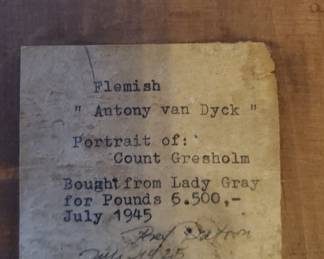 Flemish
" Antony van Dyck "
Portrait of:
Count Gresholm
Bought from Lady Gray
for Pounds 6.500,-
July 1945